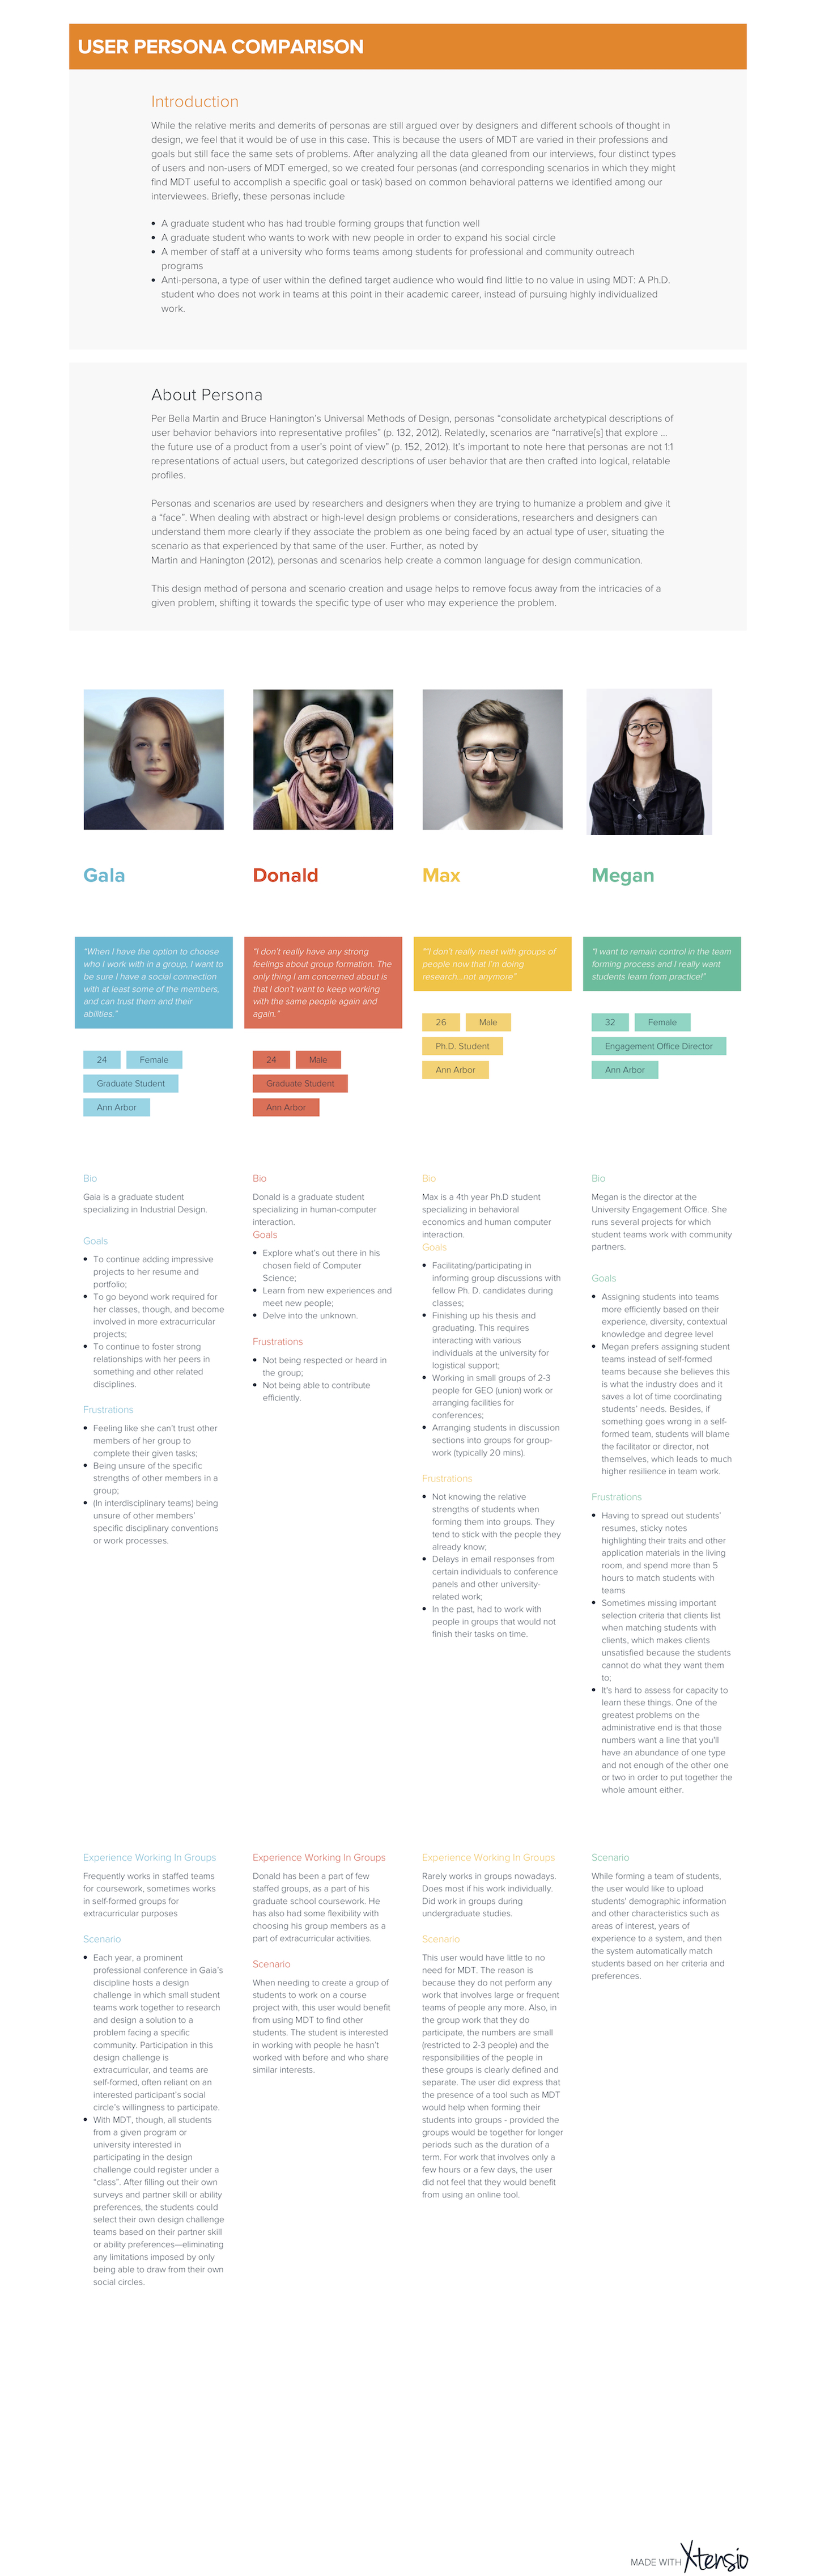 USER PERSONA COMPARISON
Introduction
While the relative merits and demerits of personas are still argued over by designers and different schools of thought in
design, we feel that it would be of use in this case. This is because the users of MDT are varied in their professions and
goals but still face the same sets of problems. After analyzing all the data gleaned from our interviews, four distinct types
of users and non-users of MDT emerged, so we created four personas (and corresponding scenarios in which they might
find MDT useful to accomplish a specific goal or task) based on common behavioral patterns we identified among our
interviewees. Briefly, these personas include
• A graduate student who has had trouble forming groups that function well
• A graduate student who wants to work with new people in order to expand his social circle
• A member of staff at a university who forms teams among students for professional and community outreach
programs
• Anti-persona, a type of user within the defined target audience who would find little to no value in using MDT: A Ph.D.
student who does not work in teams at this point in their academic career, instead of pursuing highly individualized
work.
About Persona
Per Bella Martin and Bruce Hanington's Universal Methods of Design, personas "consolidate archetypical descriptions of
user behavior behaviors into representative profiles" (p. 132, 2012). Relatedly, scenarios are "narrative[s] that explore ...
the future use of a product from a user's point of view" (p. 152, 2012). It's important to note here that personas are not 1:1
representations of actual users, but categorized descriptions of user behavior that are then crafted into logical, relatable
profiles.
Personas and scenarios are used by researchers and designers when they are trying to humanize a problem and give it
a "face". When dealing with abstract or high-level design problems or considerations, researchers and designers can
understand them more clearly if they associate the problem as one being faced by an actual type of user, situating the
scenario as that experienced by that same of the user. Further, as noted by
Martin and Hanington (2012), personas and scenarios help create a common language for design communication.
This design method of persona and scenario creation and usage helps to remove focus away from the intricacies of a
given problem, shifting it towards the specific type of user who may experience the problem.
Gala
"When I have the option to choose
who I work with in a group, I want to
be sure I have a social connection
with at least some of the members,
and can trust them and their
abilities."
24
Female
Graduate Student
Ann Arbor
Bio
Gaia is a graduate student
specializing in Industrial Design.
Goals
• To continue adding impressive
projects to her resume and
portfolio;
• To go beyond work required for
her classes, though, and become
involved in more extracurricular
projects;
• To continue to foster strong
relationships with her peers in
something and other related
disciplines.
Frustrations
• Feeling like she can't trust other
members of her group to
complete their given tasks;
• Being unsure of the specific
strengths of other members in a
group;
• (In interdisciplinary teams) being
unsure of other members'
specific disciplinary conventions
or work processes.
Donald
"I don't really have any strong
feelings about group formation. The
only thing I am concerned about is
that I don't want to keep working
with the same people again and
again."
24
Male
Graduate Student
Ann Arbor
Bio
Donald is a graduate student
specializing in human-computer
interaction.
Goals
• Explore what's out there in his
chosen field of Computer
Science;
• Learn from new experiences and
meet new people;
• Delve into the unknown.
Frustrations
• Not being respected or heard in
the group;
• Not being able to contribute
efficiently.
Max
""I don't really meet with groups of
people now that I'm doing
research...not anymore"
26
Male
Ph.D. Student
Ann Arbor
Bio
Max is a 4th year Ph.D student
specializing in behavioral
economics and human computer
interaction.
Goals
• Facilitating/participating in
informing group discussions with
fellow Ph. D. candidates during
classes;
• Finishing up his thesis and
graduating. This requires
interacting with various
individuals at the university for
logistical support;
• Working in small groups of 2-3
people for GEO (union) work or
arranging facilities for
conferences;
• Arranging students in discussion
sections into groups for group-
work (typically 20 mins).
Frustrations
• Not knowing the relative
strengths of students when
forming them into groups. They
tend to stick with the people they
already know;
• Delays in email responses from
certain individuals to conference
panels and other university-
related work;
• In the past, had to work with
people in groups that would not
finish their tasks on time.
Megan
"I want to remain control in the team
forming process and I really want
students learn from practice!"
32
Female
Engagement Office Director
Ann Arbor
Bio
Megan is the director at the
University Engagement Office. She
runs several projects for which
student teams work with community
partners.
Goals
• Assigning students into teams
more efficiently based on their
experience, diversity, contextual
knowledge and degree level
• Megan prefers assigning student
teams instead of self-formed
teams because she believes this
is what the industry does and it
saves a lot of time coordinating
students' needs. Besides, if
something goes wrong in a self-
formed team, students will blame
the facilitator or director, not
themselves, which leads to much
higher resilience in team work.
Frustrations
• Having to spread out students'
resumes, sticky notes
highlighting their traits and other
application materials in the living
room, and spend more than 5
hours to match students with
teams
• Sometimes missing important
selection criteria that clients list
when matching students with
clients, which makes clients
unsatisfied because the students
cannot do what they want them
to;
• It's hard to assess for capacity to
learn these things. One of the
greatest problems on the
administrative end is that those
numbers want a line that you'll
have an abundance of one type
and not enough of the other one
or two in order to put together the
whole amount either.
Experience Working In Groups
Frequently works in staffed teams
for coursework, sometimes works
in self-formed groups for
extracurricular purposes
Scenario
• Each year, a prominent
professional conference in Gaia's
discipline hosts a design
challenge in which small student
teams work together to research
and design a solution to a
problem facing a specific
community. Participation in this
design challenge is
extracurricular, and teams are
self-formed, often reliant on an
interested participant's social
circle's willingness to participate.
• With MDT, though, all students
from a given program or
university interested in
participating in the design
challenge could register under a
"class". After filling out their own
surveys and partner skill or ability
preferences, the students could
select their own design challenge
teams based on their partner skill
or ability preferences—eliminating
any limitations imposed by only
being able to draw from their own
social circles.
Experience Working In Groups
Donald has been a part of few
staffed groups, as a part of his
graduate school coursework. He
has also had some flexibility with
choosing his group members as a
part of extracurricular activities.
Scenario
When needing to create a group of
students to work on a course
project with, this user would benefit
from using MDT to find other
students. The student is interested
in working with people he hasn't
worked with before and who share
similar interests.
Experience Working In Groups
Rarely works in groups nowadays.
Does most if his work individually.
Did work in groups during
undergraduate studies.
Scenario
This user would have little to no
need for MDT. The reason is
because they do not perform any
work that involves large or frequent
teams of people any more. Also, in
the group work that they do
participate, the numbers are small
(restricted to 2-3 people) and the
responsibilities of the people in
these groups is clearly defined and
separate. The user did express that
the presence of a tool such as MDT
would help when forming their
students into groups - provided the
groups would be together for longer
periods such as the duration of a
term. For work that involves only a
few hours or a few days, the user
did not feel that they would benefit
from using an online tool.
Scenario
While forming a team of students,
the user would like to upload
students' demographic information
and other characteristics such as
areas of interest, years of
experience to a system, and then
the system automatically match
students based on her criteria and
preferences.
MADE WITH Xtensio